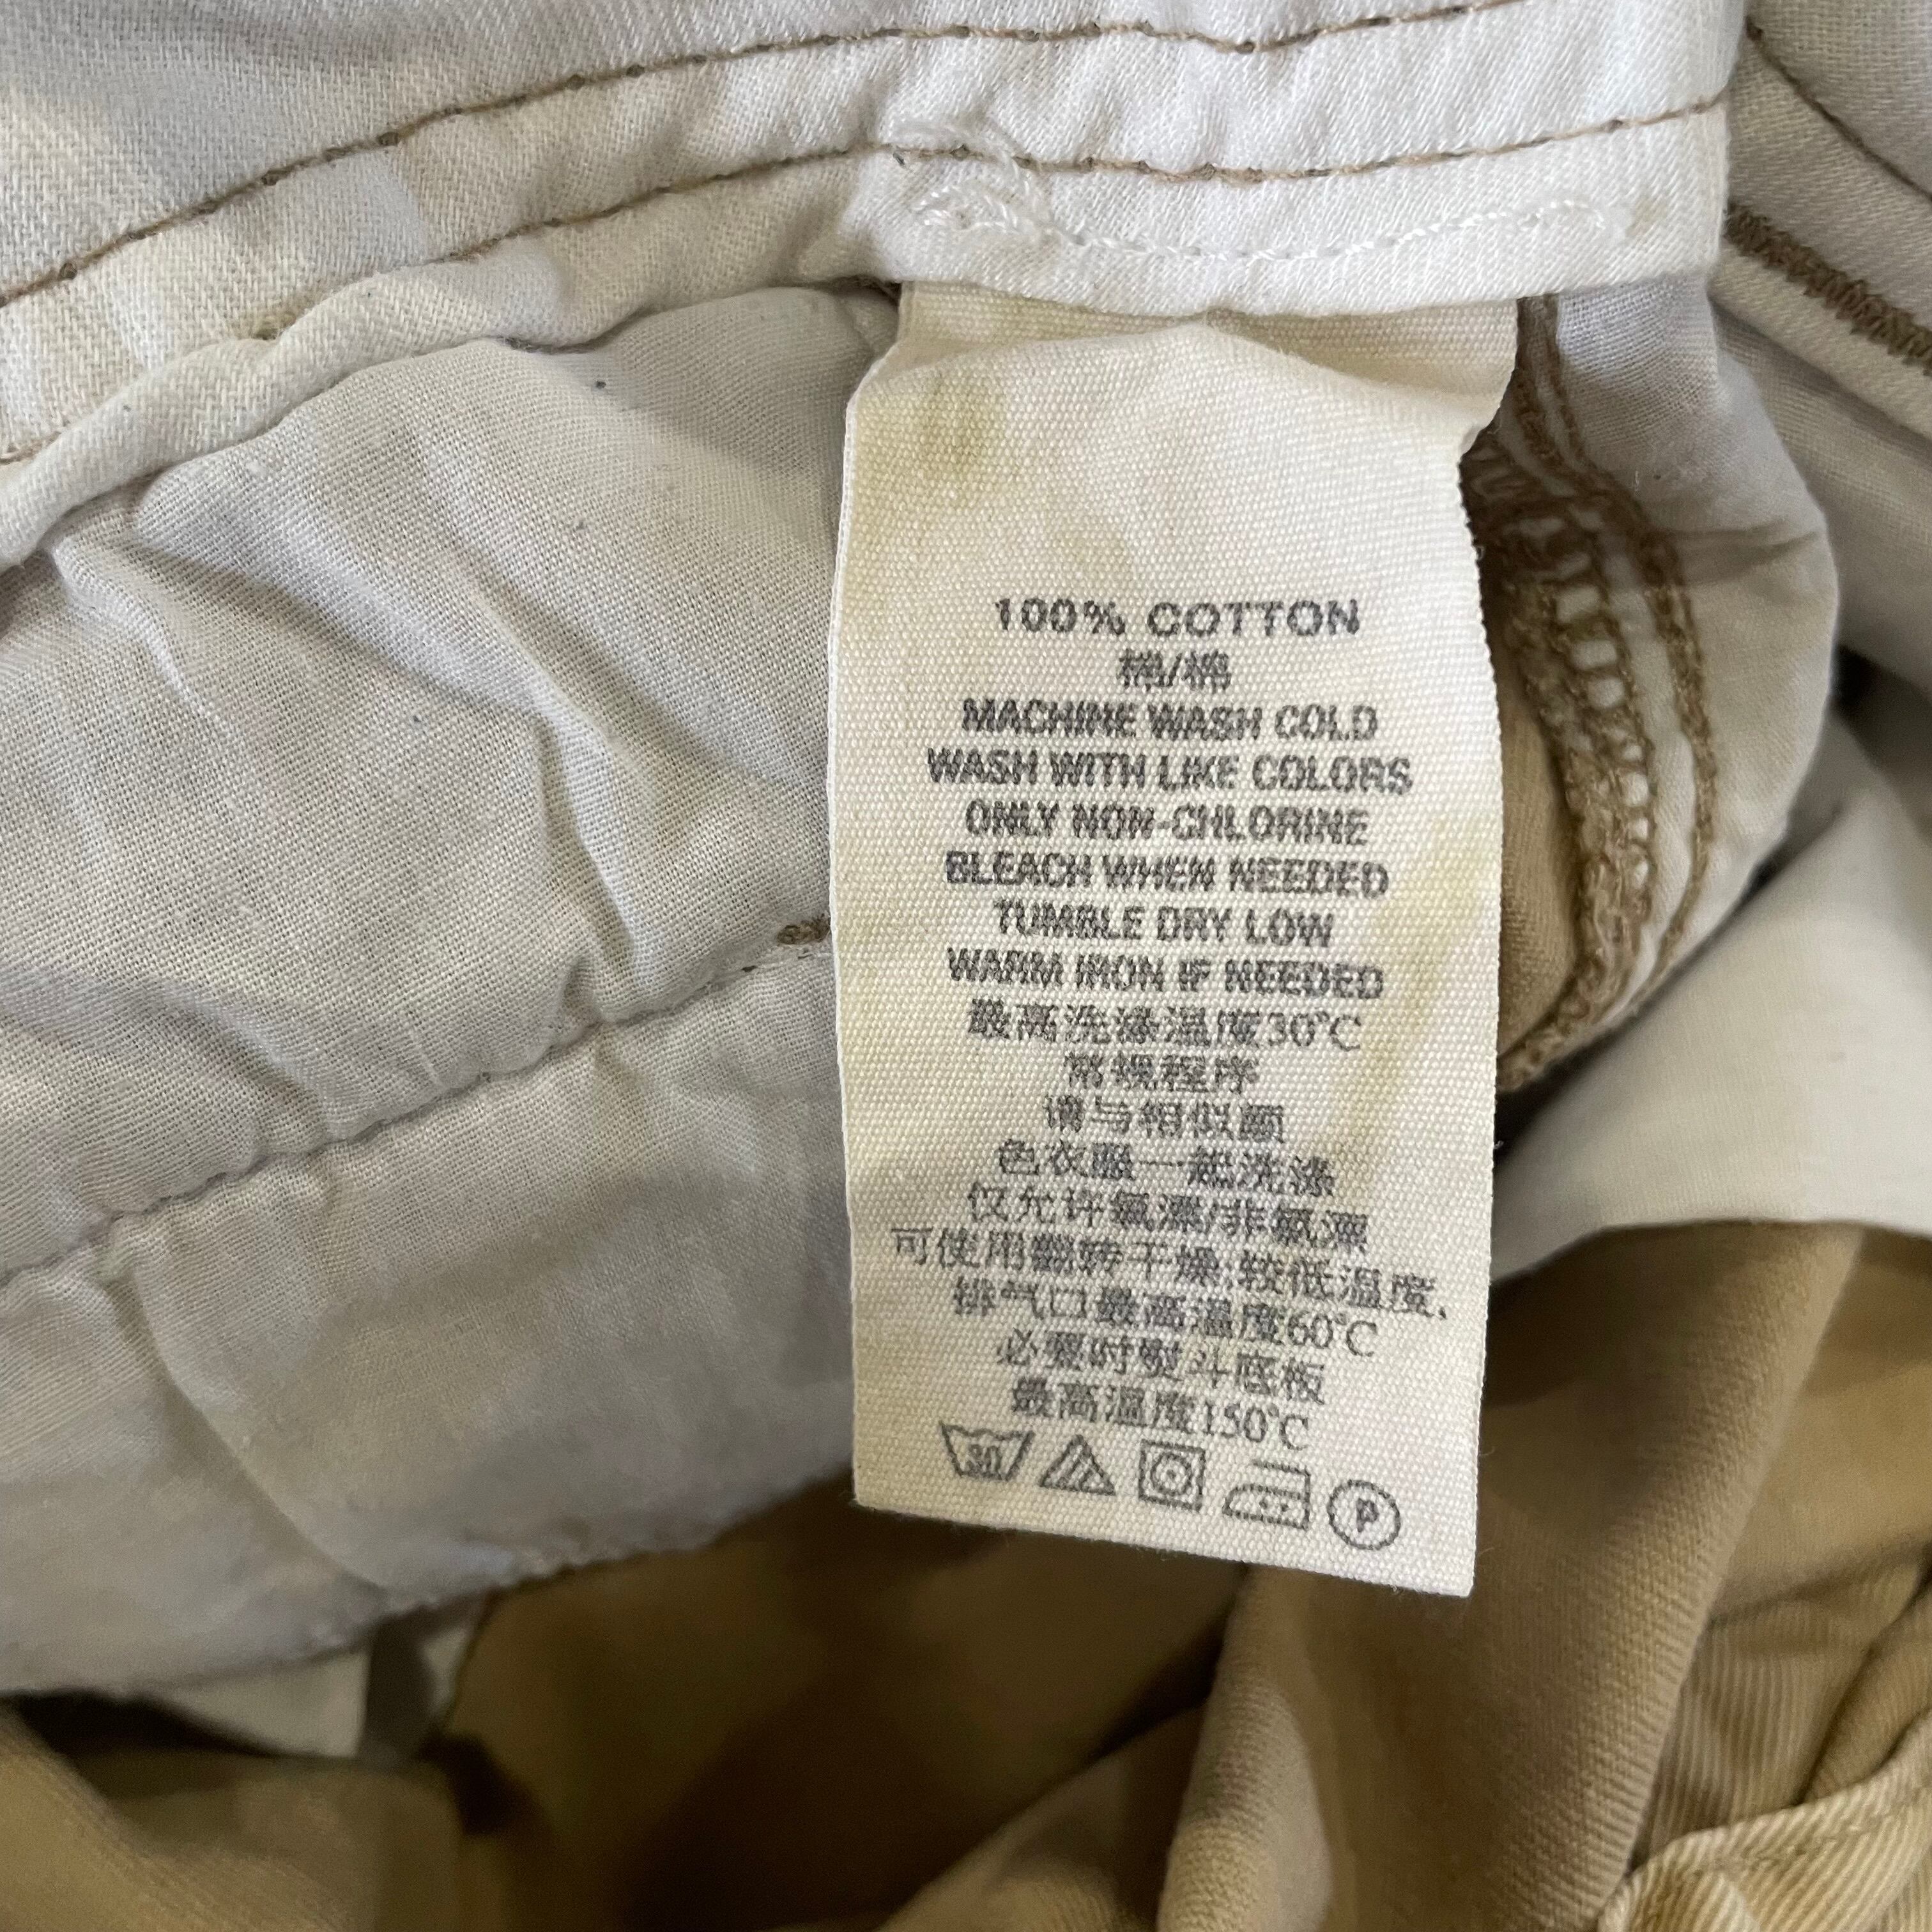 100% COTTON
棉/棉
MACHINE WASH COLD
WASH WITH LIKE COLORS
ONLY NON-CHLORINE
BLEACH WHEN NEEDED
TUMBLE DRY LOW
WARM IRON IF NEEDED
最高洗涤温度30°C
常规程序
请与相似颜
色衣服一起洗涤
仅允许氧漂/非氯漂
可使用翻转干燥,较低温度,
排气口最高温度60°C
必要时熨斗底板
最高温度150°C
30
P